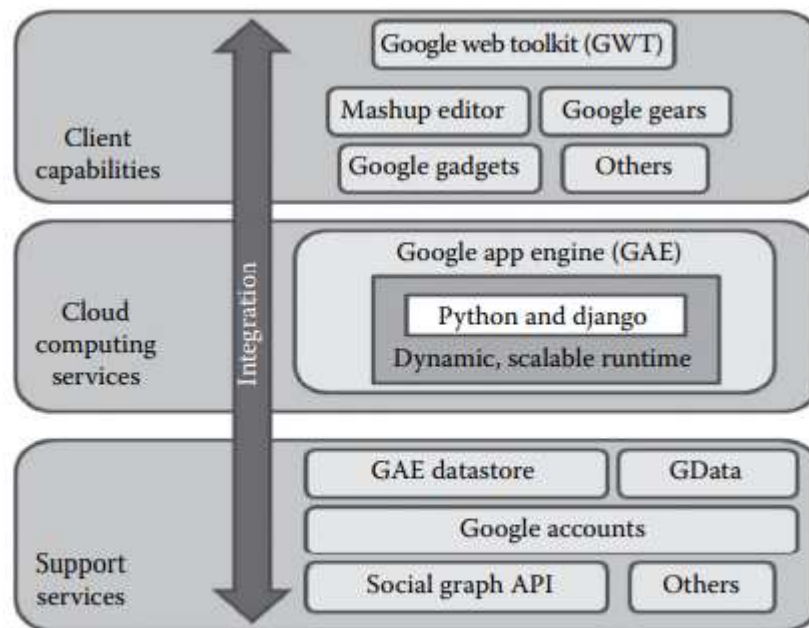 Google web toolkit (GWT)
Mashup editor
Google gears
Client
capabilities
Google gadgets
Others
Integration
Google app engine (GAE)
Cloud
computing
services
Python and django
Dynamic, scalable runtime
GAE datastore
GData
Google accounts
Support
services
Social graph API
Others